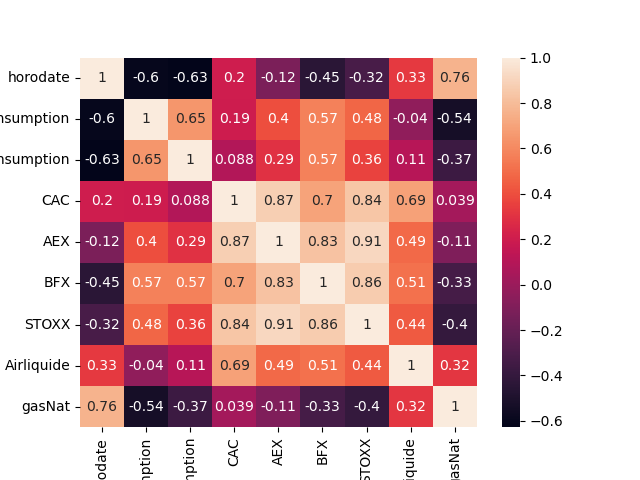 horodate 1 -0.6 -0.63 0.2 -0.12 -0.45 -0.32 0.33 0.76
nsumption -0.6 1 0.65 0.19 0.4 0.57 0.48 -0.04 -0.54
nsumption -0.63 0.65 1 0.088 0.29 0.57 0.36 0.11 -0.37
CAC 0.2 0.19 0.088 1 0.87 0.7 0.84 0.69 0.039
AEX -0.12 0.4 0.29 0.87 1 0.83 0.91 0.49 -0.11
BFX -0.45 0.57 0.57 0.7 0.83 1 0.86 0.51 -0.33
STOXX -0.32 0.48 0.36 0.84 0.91 0.86 1 0.44 -0.4
Airliquide 0.33 -0.04 0.11 0.69 0.49 0.51 0.44 1 0.32
gasNat 0.76 -0.54 -0.37 0.039 -0.11 -0.33 -0.4 0.32 1
odate
mption
mption
CAC
AEX
BFX
STOXX
iquide
gasNat
1.0
0.8
0.6
0.4
0.2
0.0
−0.2
−0.4
−0.6